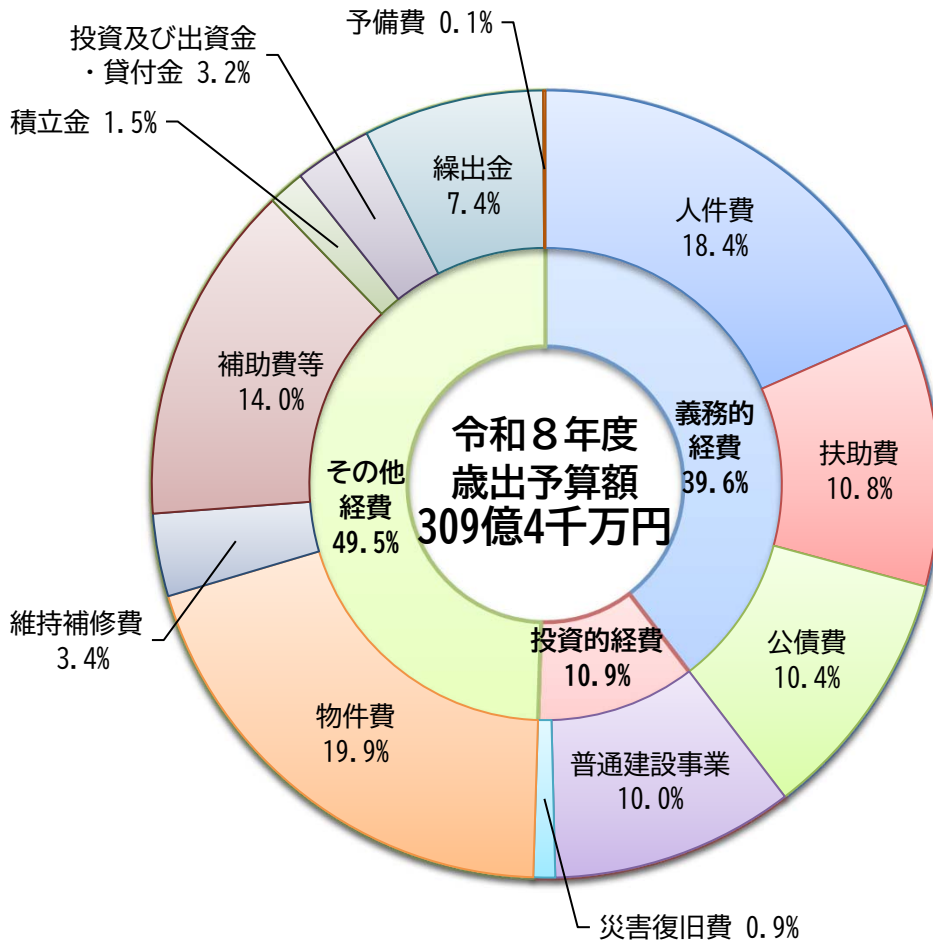 予備費 0.1%
投資及び出資金
・貸付金 3.2%
積立金 1.5%
繰出金
7.4%
人件費
18.4%
補助費等
14.0%
扶助費
10.8%
義務的
経費
39.6%
その他
経費
49.5%
令和８年度
歳出予算額
309億4千万円
維持補修費
3.4%
投資的経費
10.9%
公債費
10.4%
物件費
19.9%
普通建設事業
10.0%
災害復旧費 0.9%